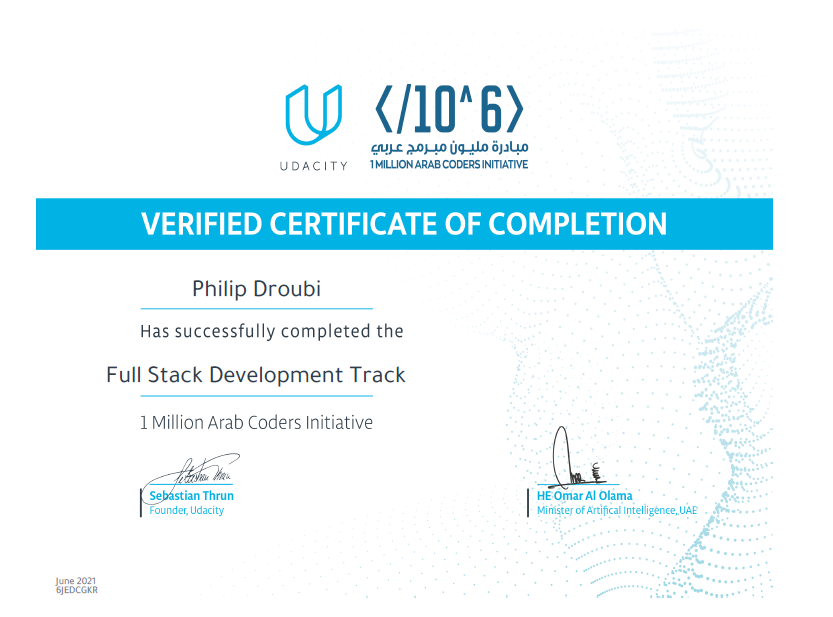 UDACITY
</10^6>
مبادرة مليون مبرمج عربي
1 MILLION ARAB CODERS INITIATIVE
VERIFIED CERTIFICATE OF COMPLETION
Philip Droubi
Has successfully completed the
Full Stack Development Track
1 Million Arab Coders Initiative
Sebastian Thrun
Founder, Udacity
HE Omar Al Olama
Minister of Artifical Intelligence, UAE
June 2021
6JEDCGKR